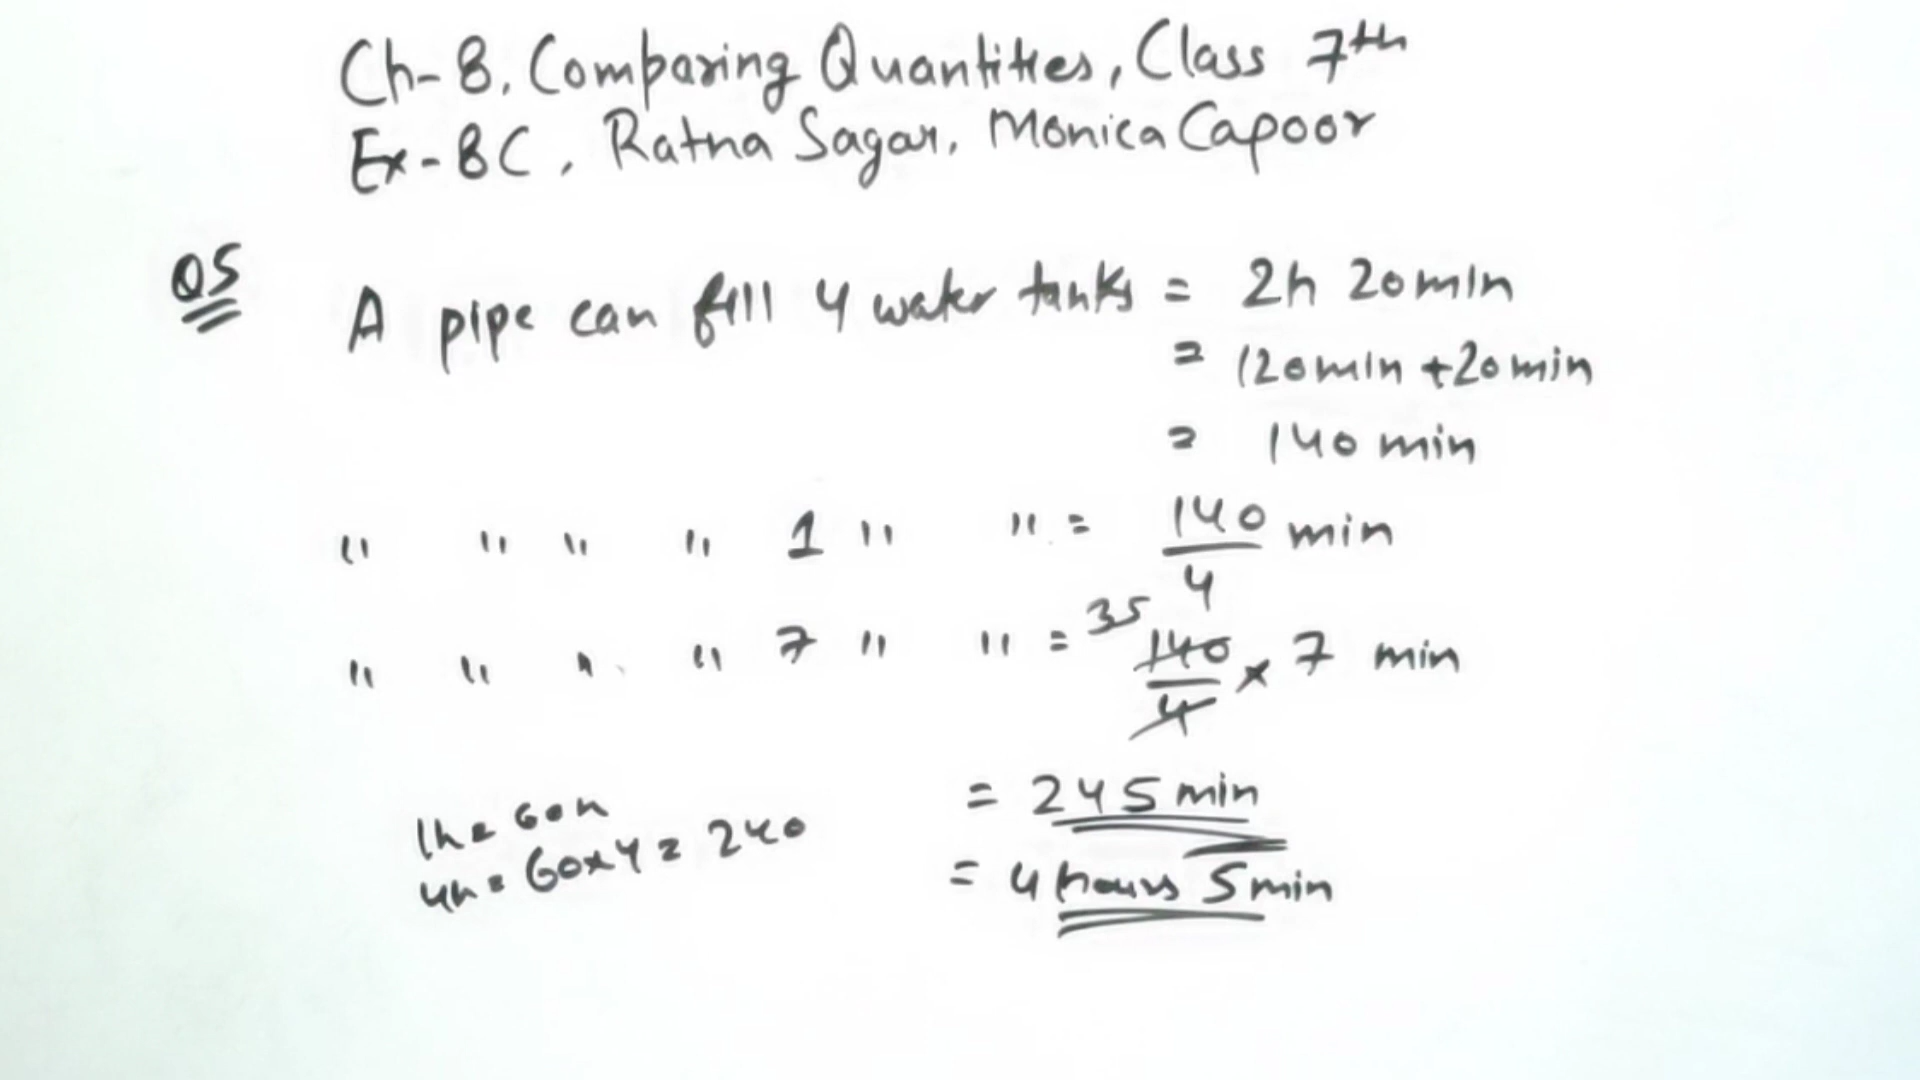 Ch-8, Comparing Quantities, Class 7th
Ex-8C, Ratna Sagar, Monica Capoor
Q5
A pipe can fill 4 water tanks = 2h 20min
= 120min + 20min
= 140 min
" " " " 1 " " = 140/4 min
" " " " 7 " " = 35 140/4 × 7 min
= 245 min
= 4 hours 5 min
1h = 60
4h = 60×4 = 240